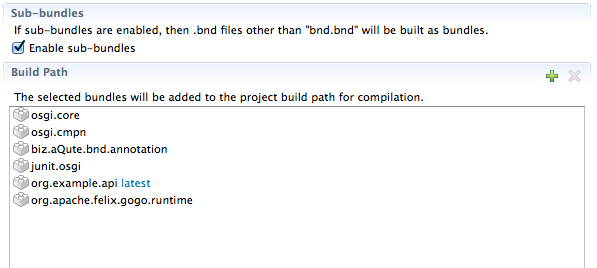 Sub-bundles
If sub-bundles are enabled, then .bnd files other than "bnd.bnd" will be built as bundles.
Enable sub-bundles
Build Path
The selected bundles will be added to the project build path for compilation.
osgi.core
osgi.cmpn
biz.aQute.bnd.annotation
junit.osgi
org.example.api latest
org.apache.felix.gogo.runtime